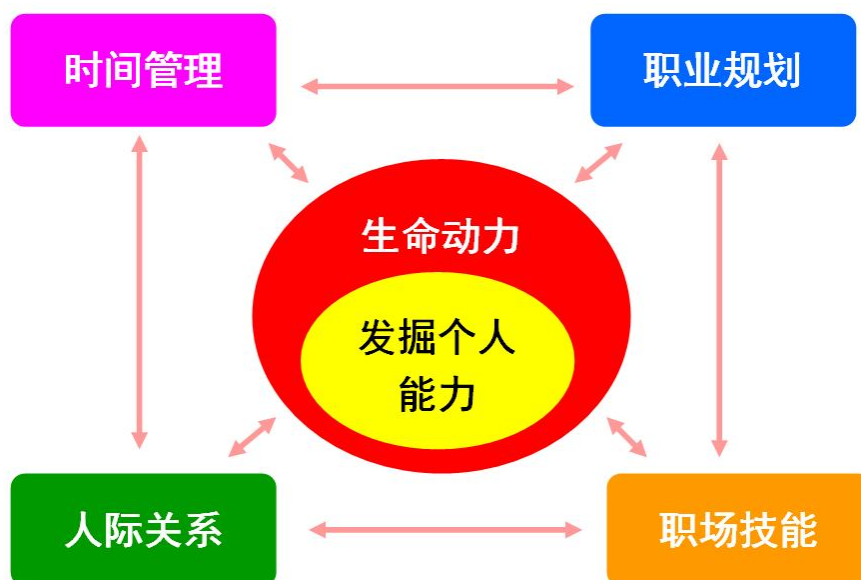 时间管理
职业规划
生命动力
发掘个人
能力
人际关系
职场技能